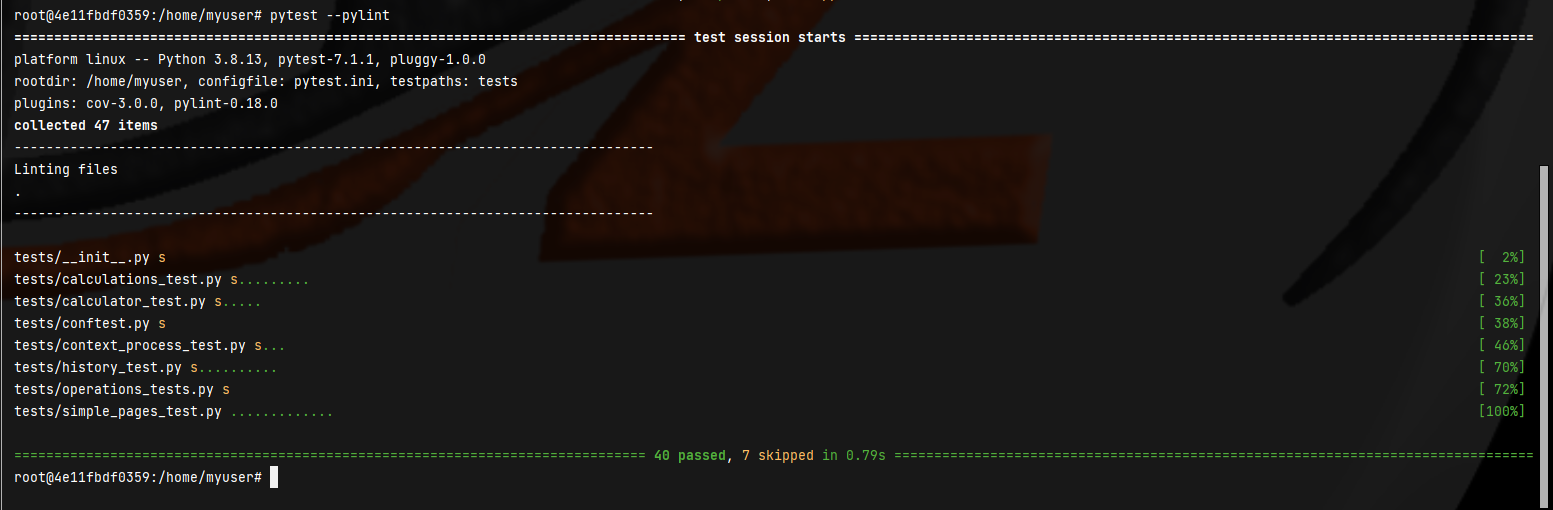 root@4e11fbdf0359:/home/myuser# pytest --pylint
==================================================================================== test session starts =====================================================================================
platform linux -- Python 3.8.13, pytest-7.1.1, pluggy-1.0.0
rootdir: /home/myuser, configfile: pytest.ini, testpaths: tests
plugins: cov-3.0.0, pylint-0.18.0
collected 47 items
--------------------------------------------------------------------------------
Linting files
.
--------------------------------------------------------------------------------
tests/__init__.py s [  2%]
tests/calculations_test.py s......... [ 23%]
tests/calculator_test.py s..... [ 36%]
tests/conftest.py s [ 38%]
tests/context_process_test.py s... [ 46%]
tests/history_test.py s.......... [ 70%]
tests/operations_tests.py s [ 72%]
tests/simple_pages_test.py ............. [100%]
=============================================================================== 40 passed, 7 skipped in 0.79s ================================================================================
root@4e11fbdf0359:/home/myuser#